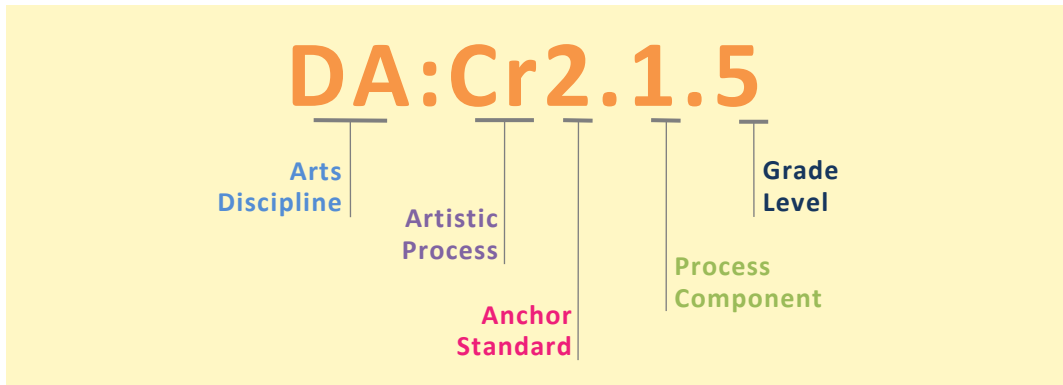 DA:Cr2.1.5
Arts
Discipline
Artistic
Process
Anchor
Standard
Process
Component
Grade
Level